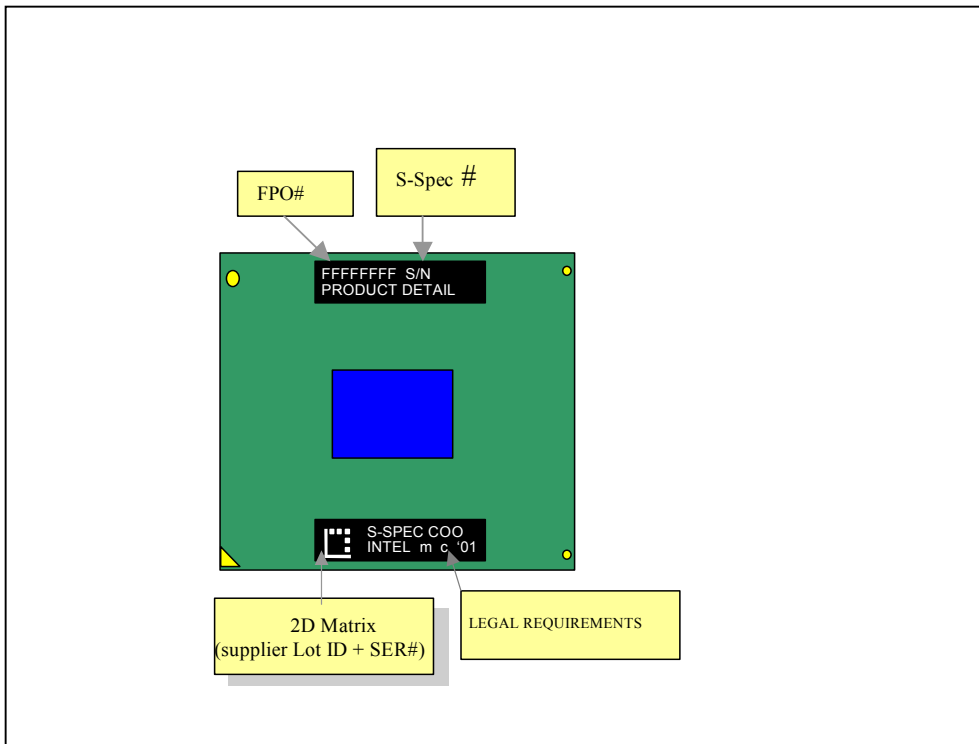 FPO#
S-Spec #
FFFFFFFF S/N
PRODUCT DETAIL
S-SPEC COO
INTEL m c '01
2D Matrix
(supplier Lot ID + SER#)
LEGAL REQUIREMENTS